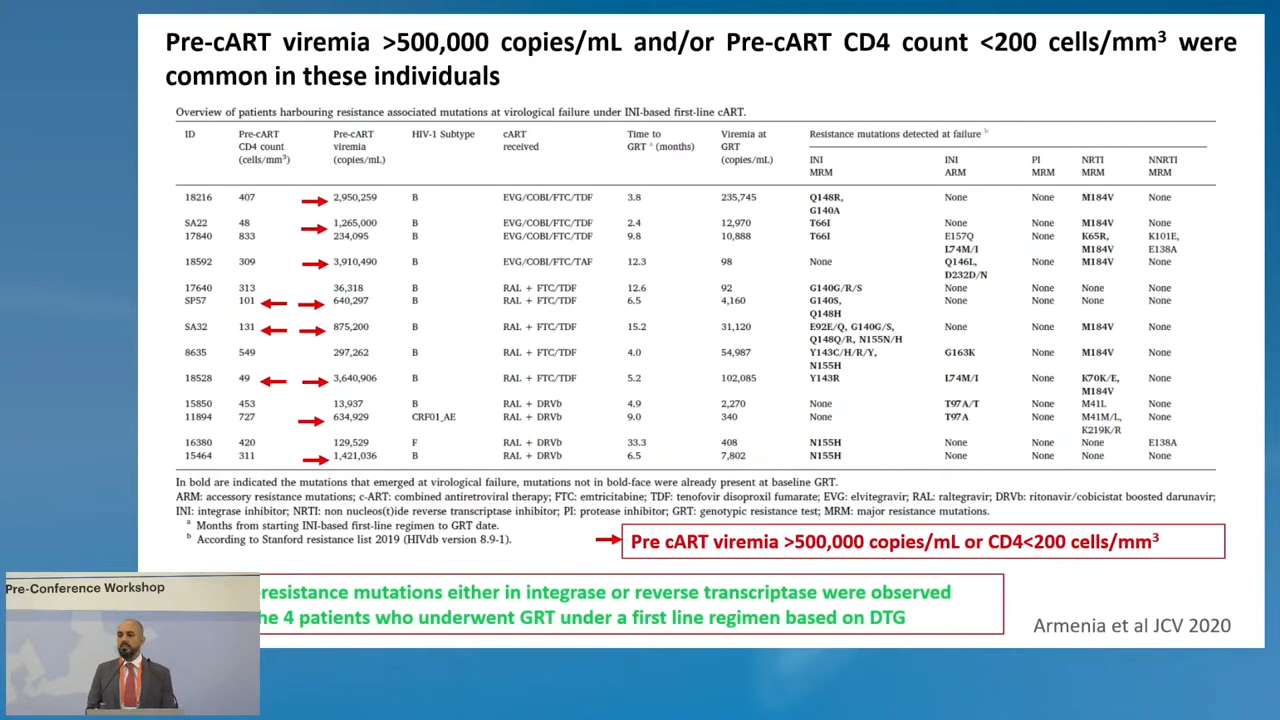 Pre-cART viremia >500,000 copies/mL and/or Pre-cART CD4 count <200 cells/mm³ were
common in these individuals
Overview of patients harbouring resistance associated mutations at virological failure under INI-based first-line cART.
ID Pre-cART CD4 count (cells/mm³) Pre-cART viremia (copies/mL) HIV-1 Subtype cART received Time to GRT ᵃ (months) Viremia at GRT (copies/mL) Resistance mutations detected at failure ᵇ
INI MRM INI ARM PI MRM NRTI MRM NNRTI MRM
18216 407 2,950,259 B EVG/COBI/FTC/TDF 3.8 235,745 Q148R, None None M184V None
G140A
SA22 48 1,265,000 B EVG/COBI/FTC/TDF 2.4 12,970 T66I None None M184V None
17840 833 234,095 B EVG/COBI/FTC/TDF 9.8 10,888 T66I E157Q None K65R, K101E,
L74M/I M184V E138A
18592 309 3,910,490 B EVG/COBI/FTC/TAF 12.3 98 None Q146L, None M184V None
D232D/N
17640 313 36,318 B RAL + FTC/TDF 12.6 92 G140G/R/S None None None None
SP57 101 640,297 B RAL + FTC/TDF 6.5 4,160 G140S, None None None None
Q148H
SA32 131 875,200 B RAL + FTC/TDF 15.2 31,120 E92E/Q, G140G/S, None None M184V None
Q148Q/R, N155N/H
8635 549 297,262 B RAL + FTC/TDF 4.0 54,987 Y143C/H/R/Y, G163K None M184V None
N155H
18528 49 3,640,906 B RAL + FTC/TDF 5.2 102,085 Y143R L74M/I None K70K/E, None
M184V
15850 453 13,937 B RAL + DRVb 4.9 2,270 None T97A/T None M41L None
11894 727 634,929 CRF01_AE RAL + DRVb 9.0 340 None T97A None M41M/L, None
K219K/R
16380 420 129,529 F RAL + DRVb 33.3 408 N155H None None None E138A
15464 311 1,421,036 B RAL + DRVb 6.5 7,802 N155H None None None None
In bold are indicated the mutations that emerged at virological failure, mutations not in bold-face were already present at baseline GRT.
ARM: accessory resistance mutations; c-ART: combined antiretroviral therapy; FTC: emtricitabine; TDF: tenofovir disoproxil fumarate; EVG: elvitegravir; RAL: raltegravir; DRVb: ritonavir/cobicistat boosted darunavir;
INI: integrase inhibitor; NRTI: non nucleos(t)ide reverse transcriptase inhibitor; PI: protease inhibitor; GRT: genotypic resistance test; MRM: major resistance mutations.
ᵃ Months from starting INI-based first-line regimen to GRT date.
ᵇ According to Stanford resistance list 2019 (HIVdb version 8.9-1).
Pre cART viremia >500,000 copies/mL or CD4<200 cells/mm³
resistance mutations either in integrase or reverse transcriptase were observed
he 4 patients who underwent GRT under a first line regimen based on DTG
Armenia et al JCV 2020
Pre-Conference Workshop